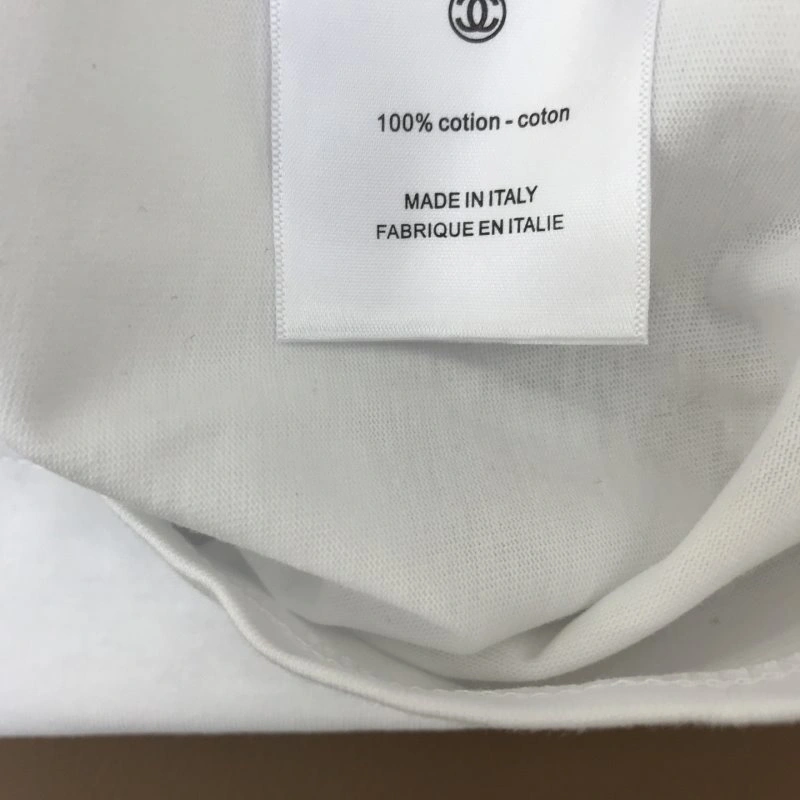 100% cotion - coton
MADE IN ITALY
FABRIQUE EN ITALIE